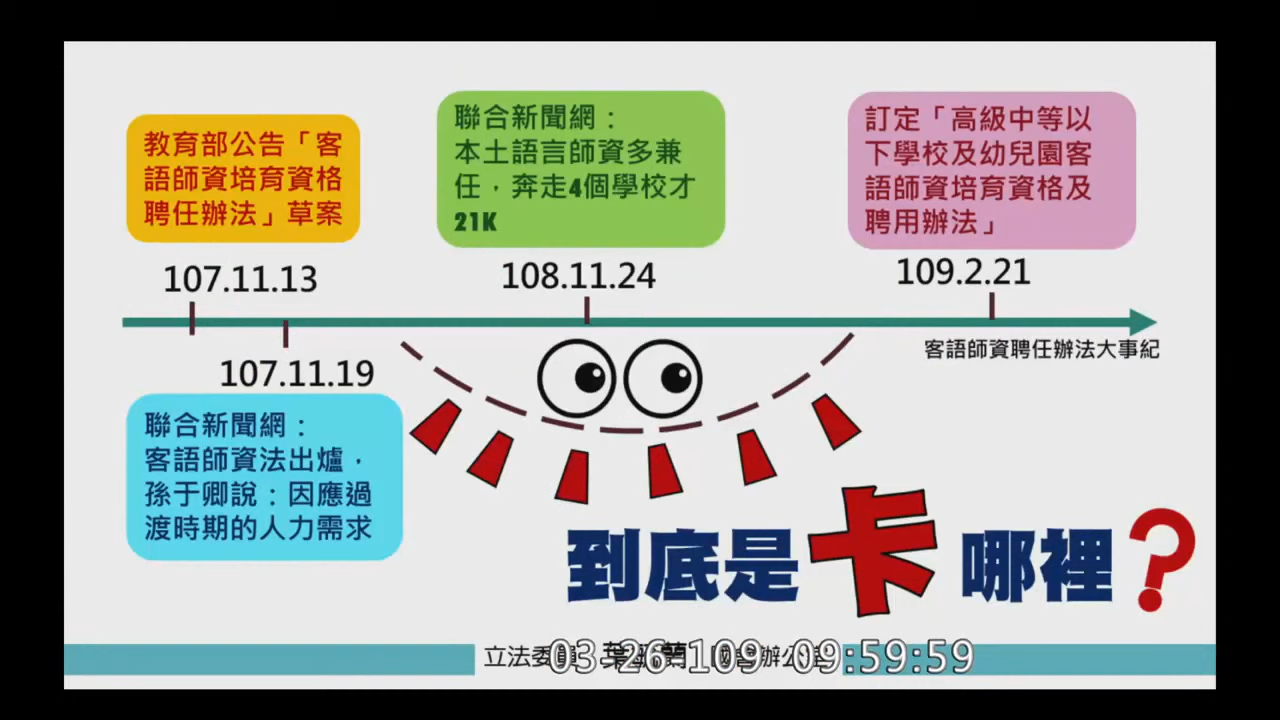 教育部公告「客
語師資培育資格
聘任辦法」草案
聯合新聞網：
本土語言師資多兼
任，奔走4個學校才
21K
訂定「高級中等以
下學校及幼兒園客
語師資培育資格及
聘用辦法」
107.11.13
108.11.24
109.2.21
107.11.19
客語師資聘任辦法大事紀
聯合新聞網：
客語師資法出爐，
孫于卿說：因應過
渡時期的人力需求
到底是卡哪裡？
立法委員
03 26 109 09:59:59